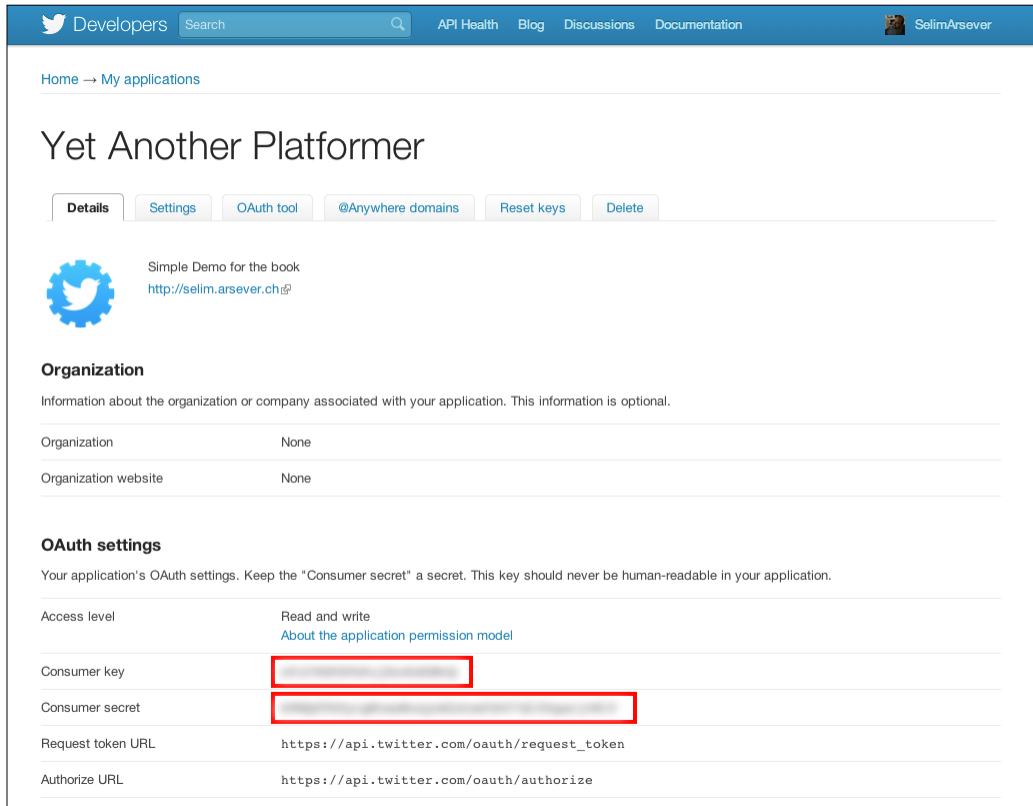 Developers Search API Health Blog Discussions Documentation SelimArsever
Home → My applications
Yet Another Platformer
Details Settings OAuth tool @Anywhere domains Reset keys Delete
Simple Demo for the book
http://selim.arsever.ch
Organization
Information about the organization or company associated with your application. This information is optional.
Organization None
Organization website None
OAuth settings
Your application's OAuth settings. Keep the "Consumer secret" a secret. This key should never be human-readable in your application.
Access level Read and write
About the application permission model
Consumer key
Consumer secret
Request token URL https://api.twitter.com/oauth/request_token
Authorize URL https://api.twitter.com/oauth/authorize